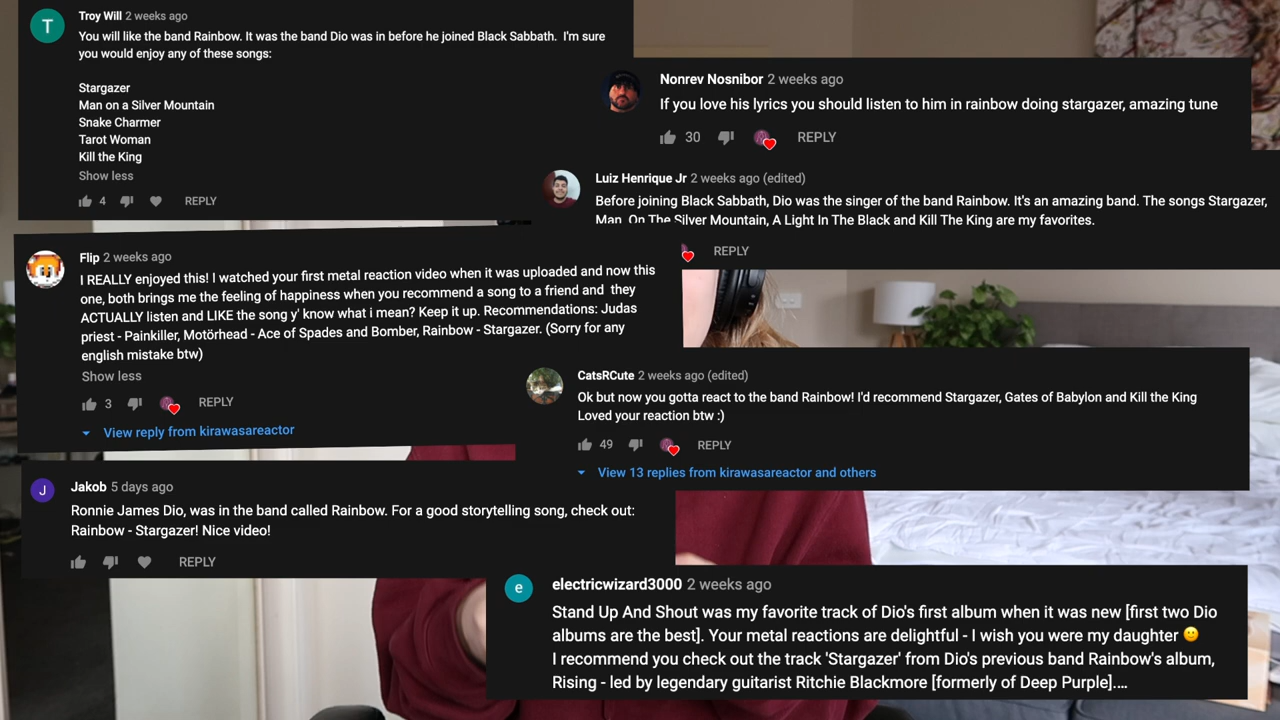 T
Troy Will 2 weeks ago
You will like the band Rainbow. It was the band Dio was in before he joined Black Sabbath. I'm sure
you would enjoy any of these songs:
Stargazer
Man on a Silver Mountain
Snake Charmer
Tarot Woman
Kill the King
Show less
4 REPLY
Nonrev Nosnibor 2 weeks ago
If you love his lyrics you should listen to him in rainbow doing stargazer, amazing tune
30 REPLY
Luiz Henrique Jr 2 weeks ago (edited)
Before joining Black Sabbath, Dio was the singer of the band Rainbow. It's an amazing band. The songs Stargazer,
Man On The Silver Mountain, A Light In The Black and Kill The King are my favorites.
REPLY
Flip 2 weeks ago
I REALLY enjoyed this! I watched your first metal reaction video when it was uploaded and now this
one, both brings me the feeling of happiness when you recommend a song to a friend and they
ACTUALLY listen and LIKE the song y' know what i mean? Keep it up. Recommendations: Judas
priest - Painkiller, Motörhead - Ace of Spades and Bomber, Rainbow - Stargazer. (Sorry for any
english mistake btw)
Show less
3 REPLY
View reply from kirawasareactor
CatsRCute 2 weeks ago (edited)
Ok but now you gotta react to the band Rainbow! I'd recommend Stargazer, Gates of Babylon and Kill the King
Loved your reaction btw :)
49 REPLY
View 13 replies from kirawasareactor and others
J
Jakob 5 days ago
Ronnie James Dio, was in the band called Rainbow. For a good storytelling song, check out:
Rainbow - Stargazer! Nice video!
REPLY
e
electricwizard3000 2 weeks ago
Stand Up And Shout was my favorite track of Dio's first album when it was new [first two Dio
albums are the best]. Your metal reactions are delightful - I wish you were my daughter 🙂
I recommend you check out the track 'Stargazer' from Dio's previous band Rainbow's album,
Rising - led by legendary guitarist Ritchie Blackmore [formerly of Deep Purple]....